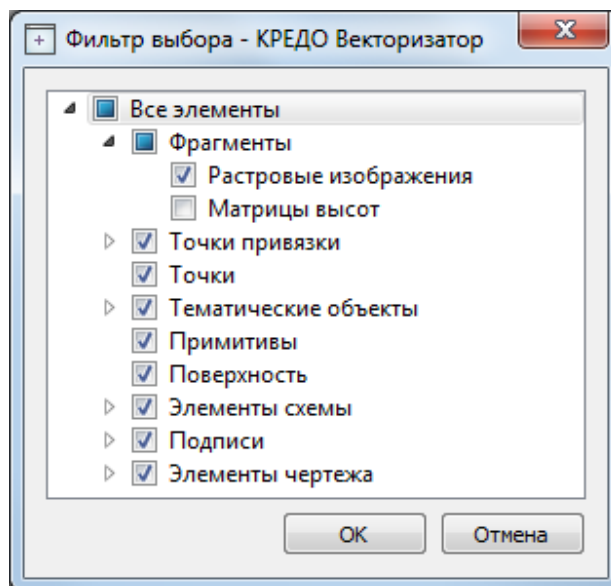 Фильтр выбора - КРЕДО Векторизатор
Все элементы
Фрагменты
Растровые изображения
Матрицы высот
Точки привязки
Точки
Тематические объекты
Примитивы
Поверхность
Элементы схемы
Подписи
Элементы чертежа
ОК Отмена